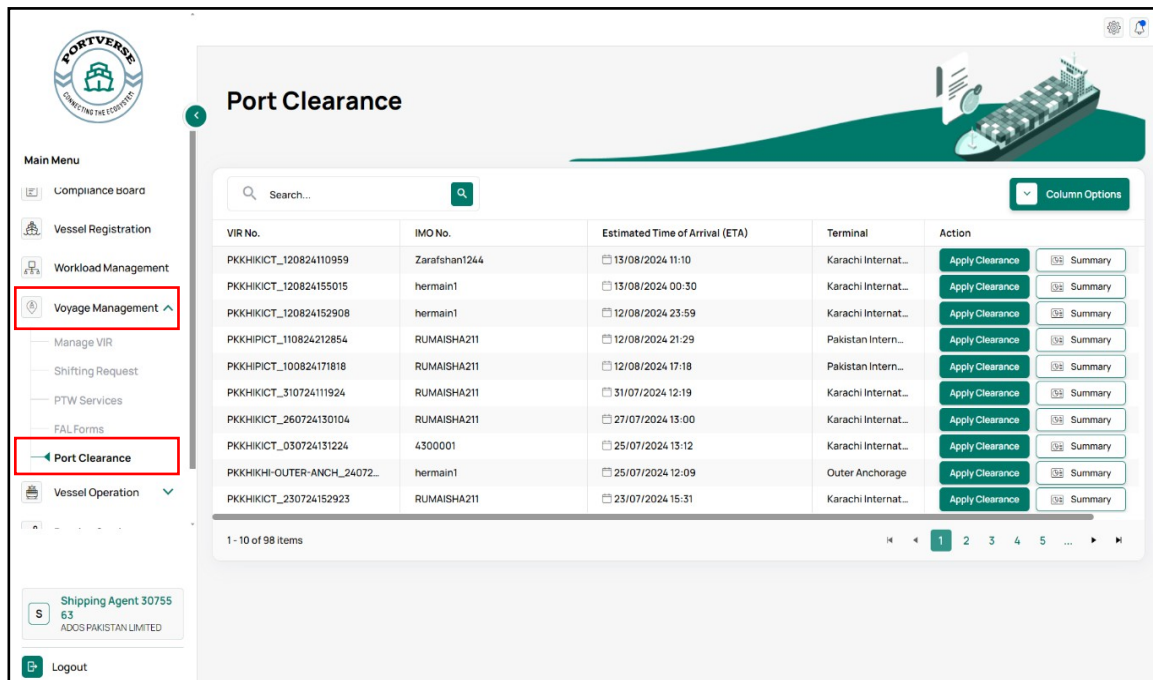 PORTVERSE
CONNECTING THE ECOSYSTEM
Main Menu
Compliance Board
Vessel Registration
Workload Management
Voyage Management
Manage VIR
Shifting Request
PTW Services
FAL Forms
Port Clearance
Vessel Operation
S
Shipping Agent 30755
63
ADOS PAKISTAN LIMITED
Logout
Port Clearance
Search...
Column Options
VIR No. IMO No. Estimated Time of Arrival (ETA) Terminal Action
PKKHIKICT_120824110959 Zarafshan1244 13/08/2024 11:10 Karachi Internat... Apply Clearance Summary
PKKHIKICT_120824155015 hermain1 13/08/2024 00:30 Karachi Internat... Apply Clearance Summary
PKKHIKICT_120824152908 hermain1 12/08/2024 23:59 Karachi Internat... Apply Clearance Summary
PKKHIPICT_110824212854 RUMAISHA211 12/08/2024 21:29 Pakistan Intern... Apply Clearance Summary
PKKHIPICT_100824171818 RUMAISHA211 12/08/2024 17:18 Pakistan Intern... Apply Clearance Summary
PKKHIKICT_310724111924 RUMAISHA211 31/07/2024 12:19 Karachi Internat... Apply Clearance Summary
PKKHIKICT_260724130104 RUMAISHA211 27/07/2024 13:00 Karachi Internat... Apply Clearance Summary
PKKHIKICT_030724131224 4300001 25/07/2024 13:12 Karachi Internat... Apply Clearance Summary
PKKHIKHI-OUTER-ANCH_24072... hermain1 25/07/2024 12:09 Outer Anchorage Apply Clearance Summary
PKKHIKICT_230724152923 RUMAISHA211 23/07/2024 15:31 Karachi Internat... Apply Clearance Summary
1 - 10 of 98 items
1 2 3 4 5 ...